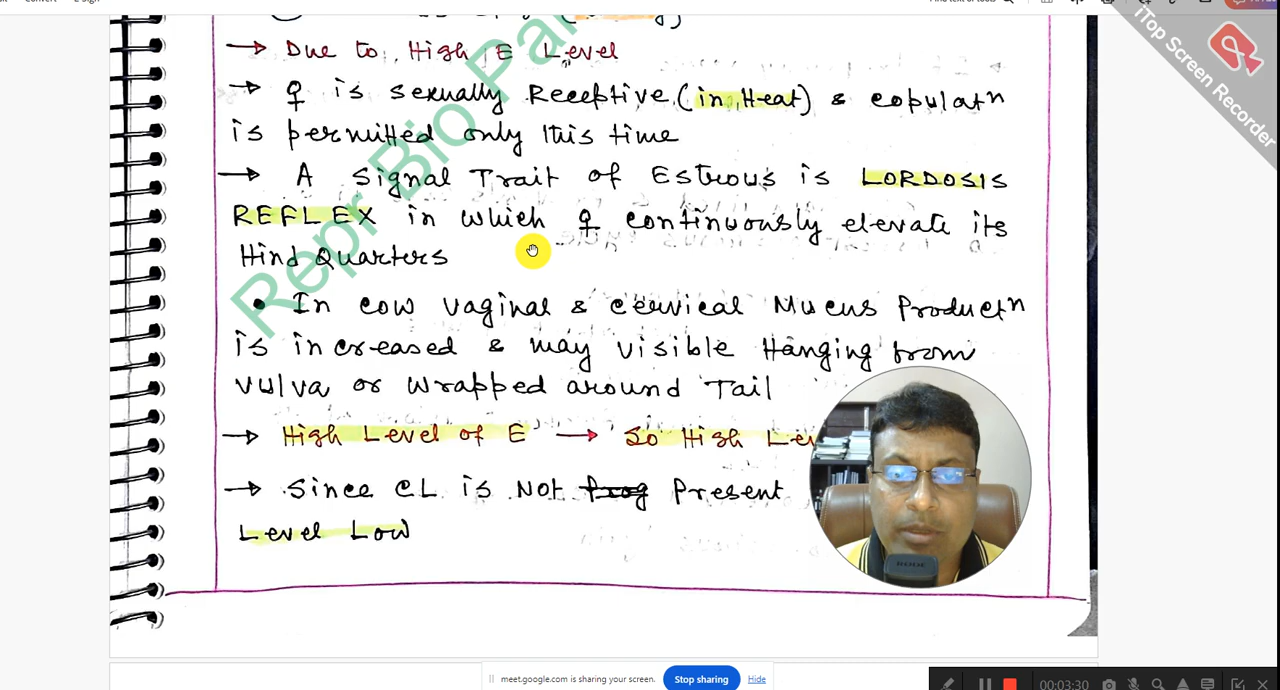 → Due to High E Level
→ ♀ is sexually Receptive (in Heat) & copulatn
is permitted only this time
→ A Signal Trait of Estrous is LORDOSIS
REFLEX in which ♀ continuously elevate its
Hind Quarters
• In cow vaginal & cervical Mucus Productn
is increased & may visible Hanging from
vulva or wrapped around Tail
→ High Level of E → So High Lev
→ Since CL is Not Prog Present
Level Low
Repr Bio Pa
iTop Screen Recorder
RODE
meet.google.com is sharing your screen.
Stop sharing
Hide
00:03:30